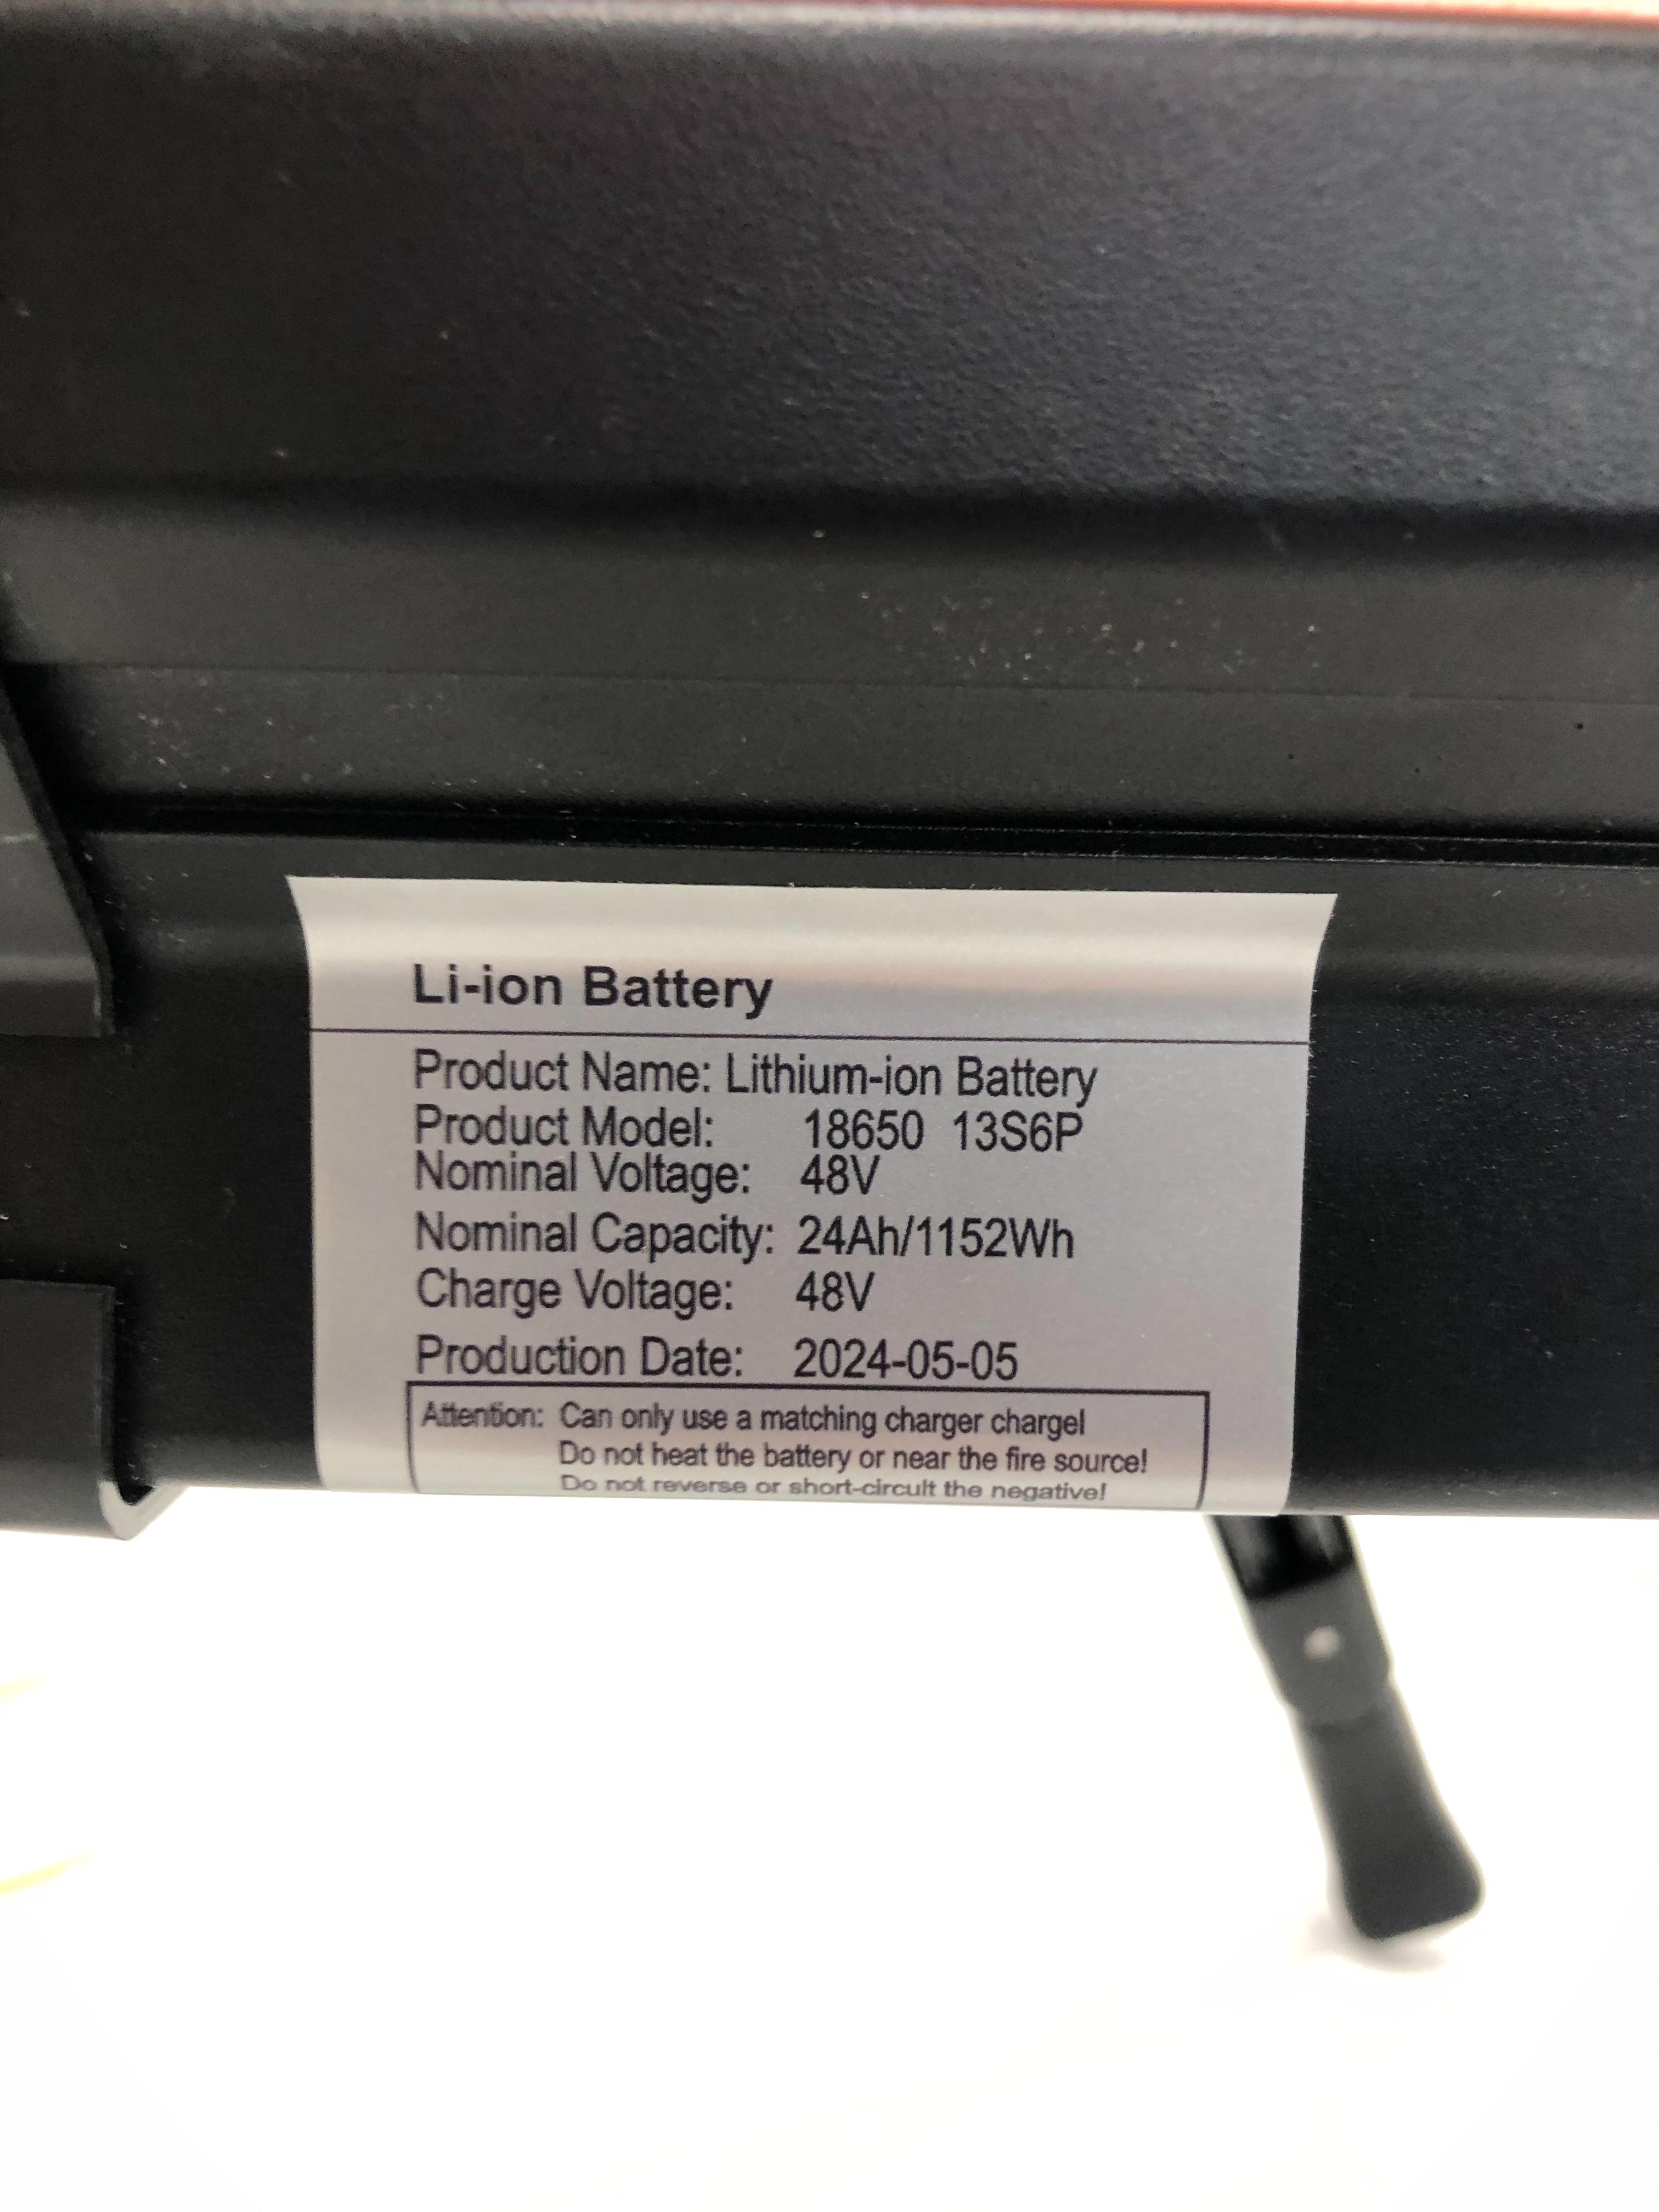 Li-ion Battery
Product Name: Lithium-ion Battery
Product Model: 18650 13S6P
Nominal Voltage: 48V
Nominal Capacity: 24Ah/1152Wh
Charge Voltage: 48V
Production Date: 2024-05-05
Attention: Can only use a matching charger charge!
Do not heat the battery or near the fire source!
Do not reverse or short-circult the negative!